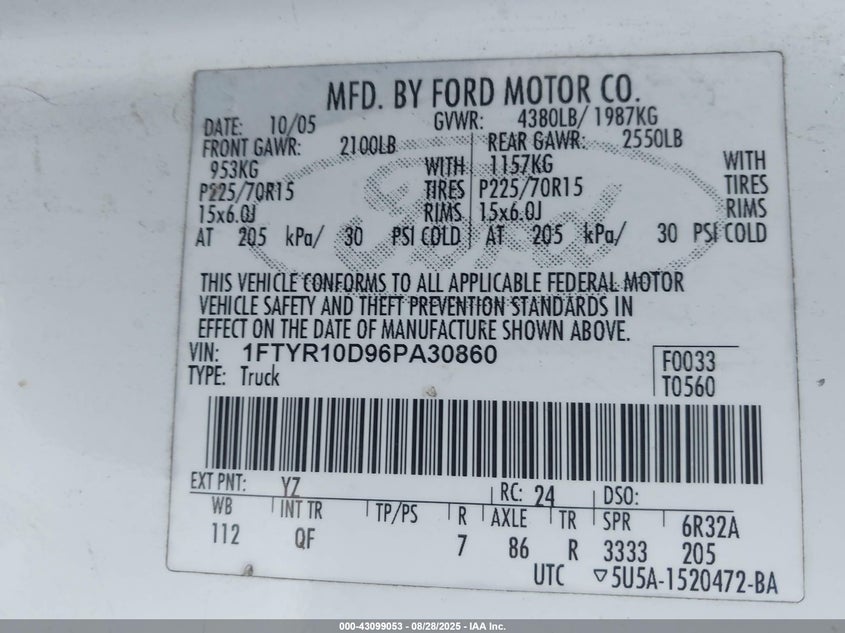 MFD. BY FORD MOTOR CO.
DATE: 10/05 GVWR: 4380LB/ 1987KG
FRONT GAWR: 2100LB REAR GAWR: 2550LB
953KG WITH 1157KG WITH
P225/70R15 TIRES P225/70R15 TIRES
15x6.0J RIMS 15x6.0J RIMS
AT 205 kPa/ 30 PSI COLD AT 205 kPa/ 30 PSI COLD
Ford
THIS VEHICLE CONFORMS TO ALL APPLICABLE FEDERAL MOTOR
VEHICLE SAFETY AND THEFT PREVENTION STANDARDS IN
EFFECT ON THE DATE OF MANUFACTURE SHOWN ABOVE.
VIN: 1FTYR10D96PA30860 F0033
TYPE: Truck T0560
EXT PNT: YZ RC: 24 DSO:
WB INT TR TP/PS R AXLE TR SPR 6R32A
112 QF 7 86 R 3333 205
UTC ▽5U5A-1520472-BA
000-43099053 - 08/28/2025 - IAA Inc.